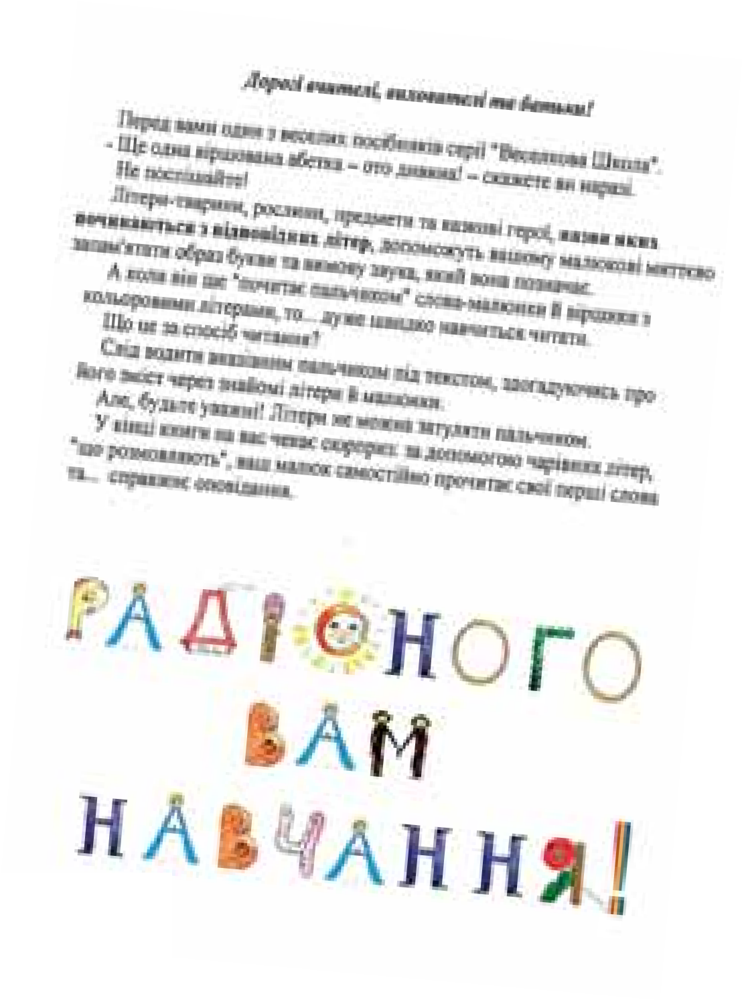 Дорогі вчителі, вихователі та батьки!
Перед вами один з веселих посібників серії "Веселкова Школа".
- Ще одна віршована абетка – ото дивина! – скажете ви наразі.
Не поспішайте!
Літери-тварини, рослини, предмети та казкові герої, назви яких
починаються з відповідних літер, допоможуть вашому малюкові миттєво
запам'ятати образ букви та вимову звука, який вона позначає.
А коли він ще "почитає пальчиком" слова-малюнки й віршики з
кольоровими літерами, то... дуже швидко навчиться читати.
Що це за спосіб читання?
Слід водити вказівним пальчиком під текстом, здогадуючись про
його зміст через знайомі літери й малюнки.
Але, будьте уважні! Літери не можна затуляти пальчиком.
У кінці книги на вас чекає сюрприз: за допомогою чарівних літер,
"що розмовляють", ваш малюк самостійно прочитає свої перші слова
та... справжнє оповідання.
РАДІСНОГО
ВАМ
НАВЧАННЯ!